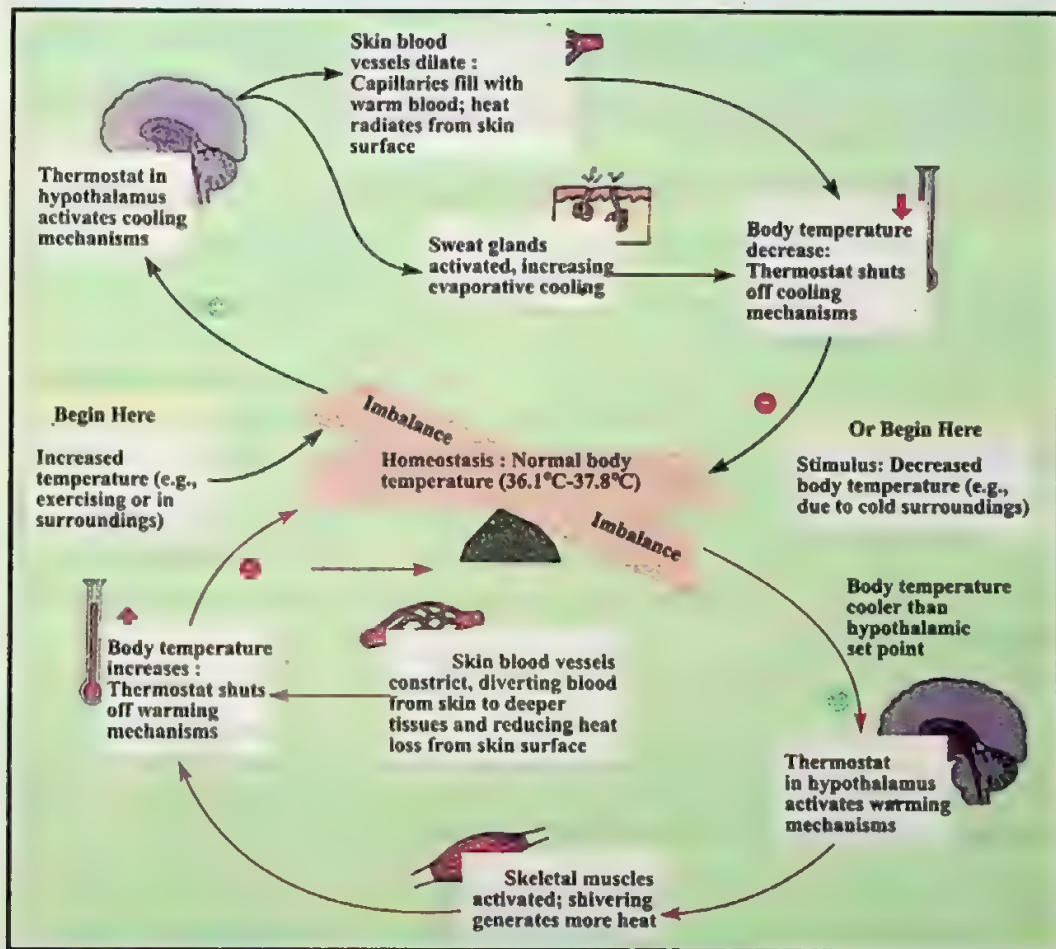 Skin blood
vessels dilate :
Capillaries fill with
warm blood; heat
radiates from skin
surface
Thermostat in
hypothalamus
activates cooling
mechanisms
Sweat glands
activated, increasing
evaporative cooling
Body temperature
decrease:
Thermostat shuts
off cooling
mechanisms
Begin Here
Increased
temperature (e.g.,
exercising or in
surroundings)
Imbalance
Homeostasis : Normal body
temperature (36.1°C-37.8°C)
Imbalance
Or Begin Here
Stimulus: Decreased
body temperature (e.g.,
due to cold surroundings)
Body temperature
cooler than
hypothalamic
set point
Body temperature
increases :
Thermostat shuts
off warming
mechanisms
Skin blood vessels
constrict, diverting blood
from skin to deeper
tissues and reducing heat
loss from skin surface
Thermostat
in hypothalamus
activates warming
mechanisms
Skeletal muscles
activated; shivering
generates more heat